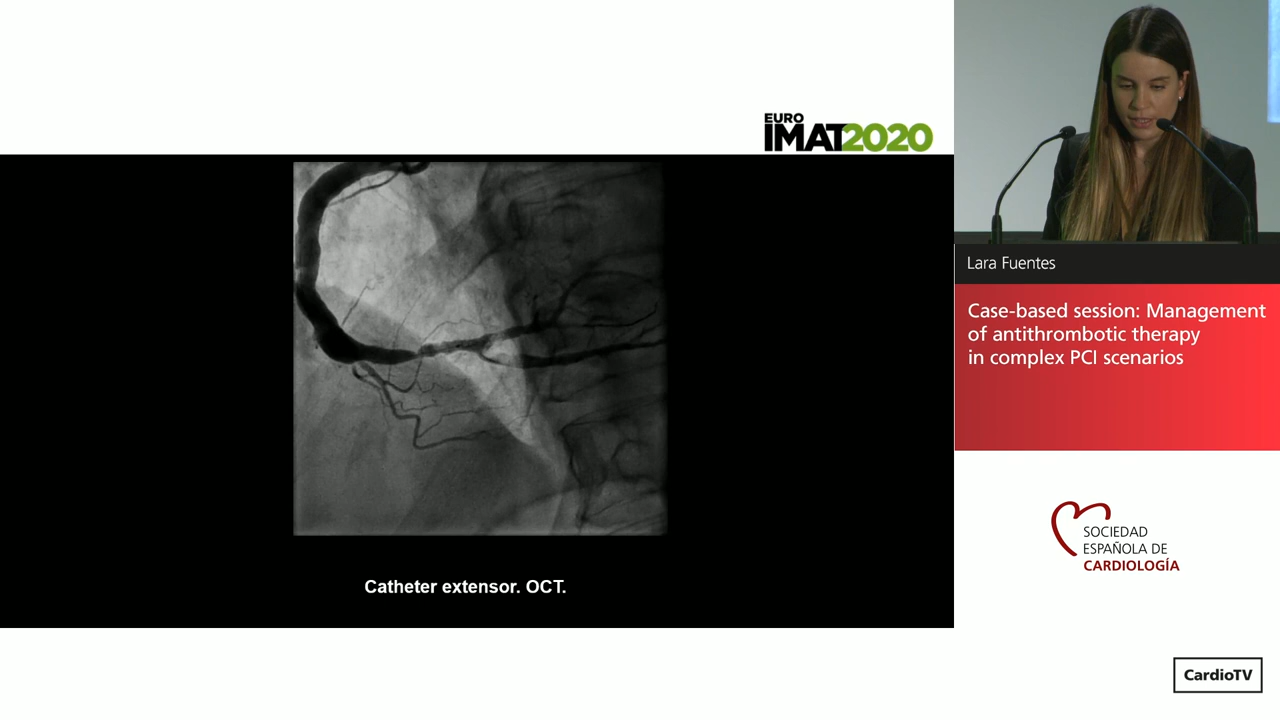 EURO
IMAT2020
Catheter extensor. OCT.
Lara Fuentes
Case-based session: Management
of antithrombotic therapy
in complex PCI scenarios
SOCIEDAD
ESPAÑOLA DE
CARDIOLOGÍA
CardioTV